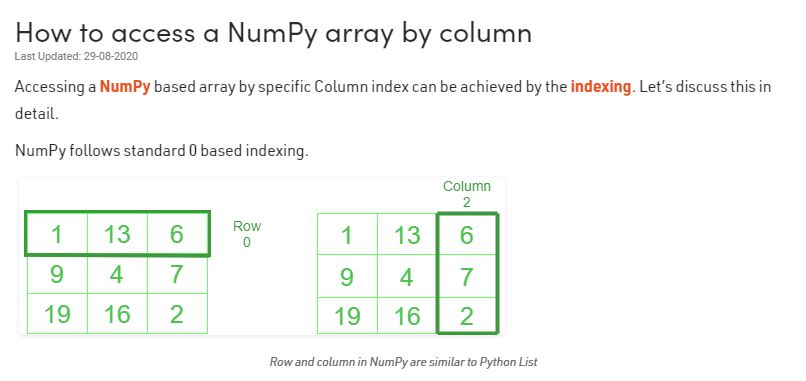 How to access a NumPy array by column
Last Updated: 29-08-2020
Accessing a NumPy based array by specific Column index can be achieved by the indexing. Let's discuss this in
detail.
NumPy follows standard 0 based indexing.
Column
2
1 13 6 Row 0 1 13 6
9 4 7 9 4 7
19 16 2 19 16 2
Row and column in NumPy are similar to Python List